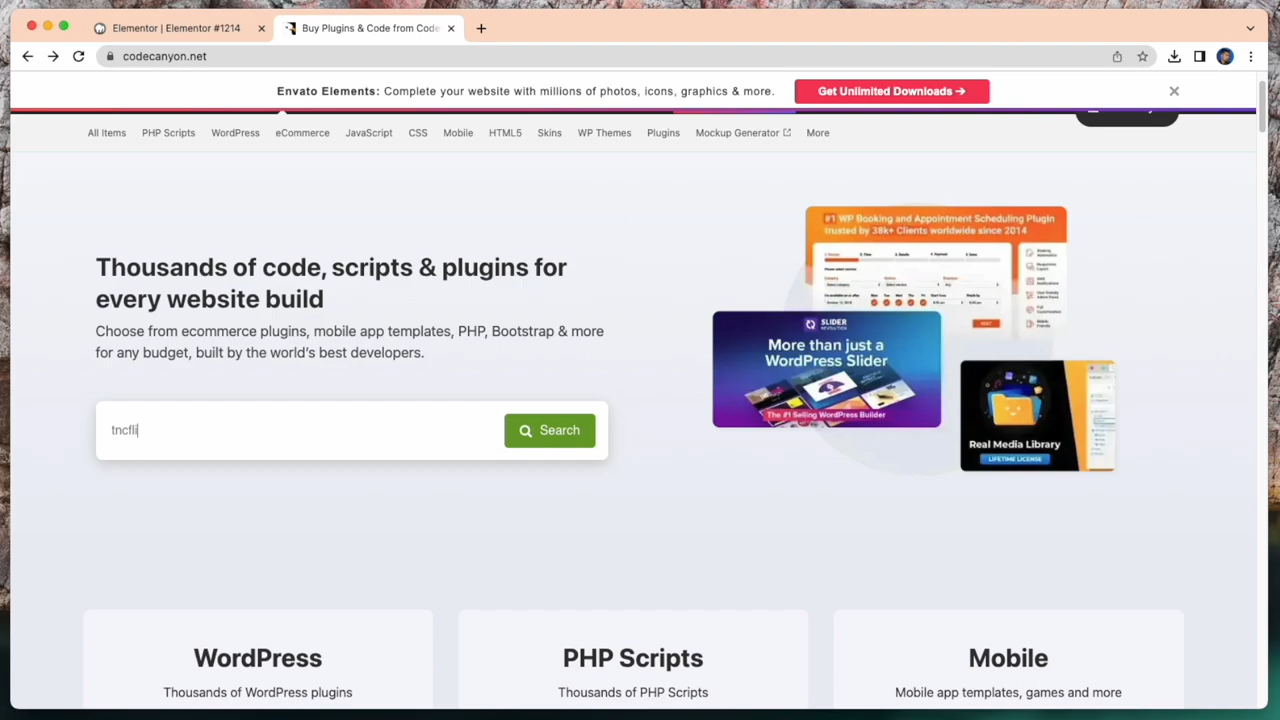 Elementor | Elementor #1214
Buy Plugins & Code from Code
codecanyon.net
Envato Elements: Complete your website with millions of photos, icons, graphics & more.
Get Unlimited Downloads →
All Items PHP Scripts WordPress eCommerce JavaScript CSS Mobile HTML5 Skins WP Themes Plugins Mockup Generator More
Thousands of code, scripts & plugins for
every website build
Choose from ecommerce plugins, mobile app templates, PHP, Bootstrap & more
for any budget, built by the world's best developers.
tncfli
Search
#1 WP Booking and Appointment Scheduling Plugin
trusted by 38k+ Clients worldwide since 2014
SLIDER
REVOLUTION
More than just a
WordPress Slider
The #1 Selling WordPress Builder
Real Media Library
LIFETIME LICENSE
WordPress
Thousands of WordPress plugins
PHP Scripts
Thousands of PHP Scripts
Mobile
Mobile app templates, games and more